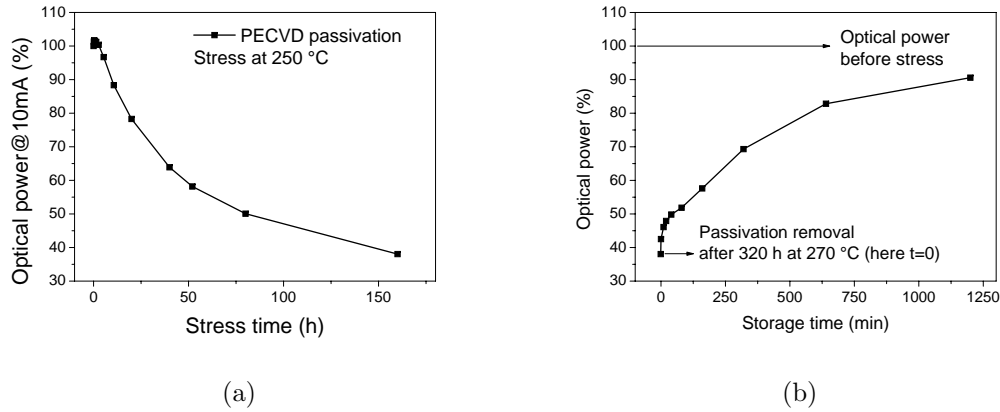 110
100
90
80
70
60
50
40
30
0
50
100
150
Optical power@10mA (%)
Stress time (h)
PECVD passivation
Stress at 250 °C
(a)
110
100
90
80
70
60
50
40
30
0
250
500
750
1000
1250
Optical power (%)
Storage time (min)
Optical power
before stress
Passivation removal
after 320 h at 270 °C (here t=0)
(b)